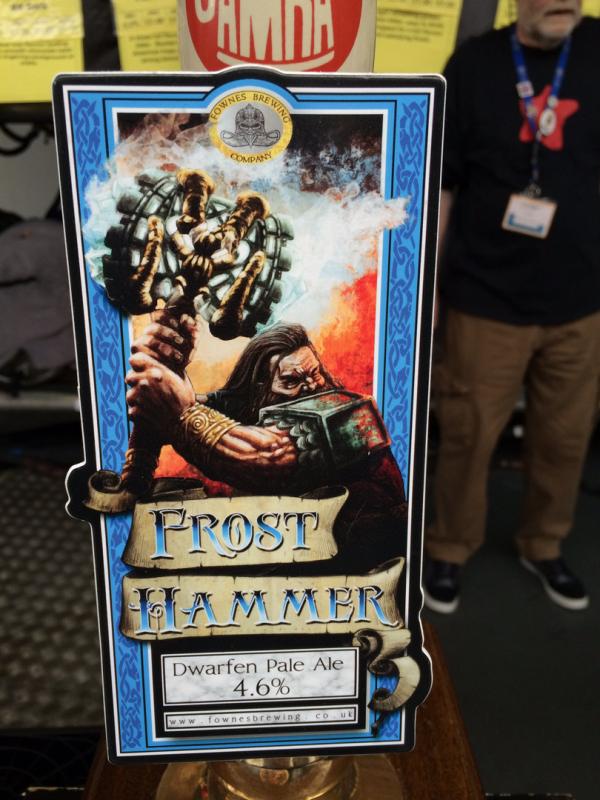 CAMRA
FOWNES BREWING
COMPANY
FROST
HAMMER
Dwarfen Pale Ale
4.6%
www.fownesbrewing.co.uk